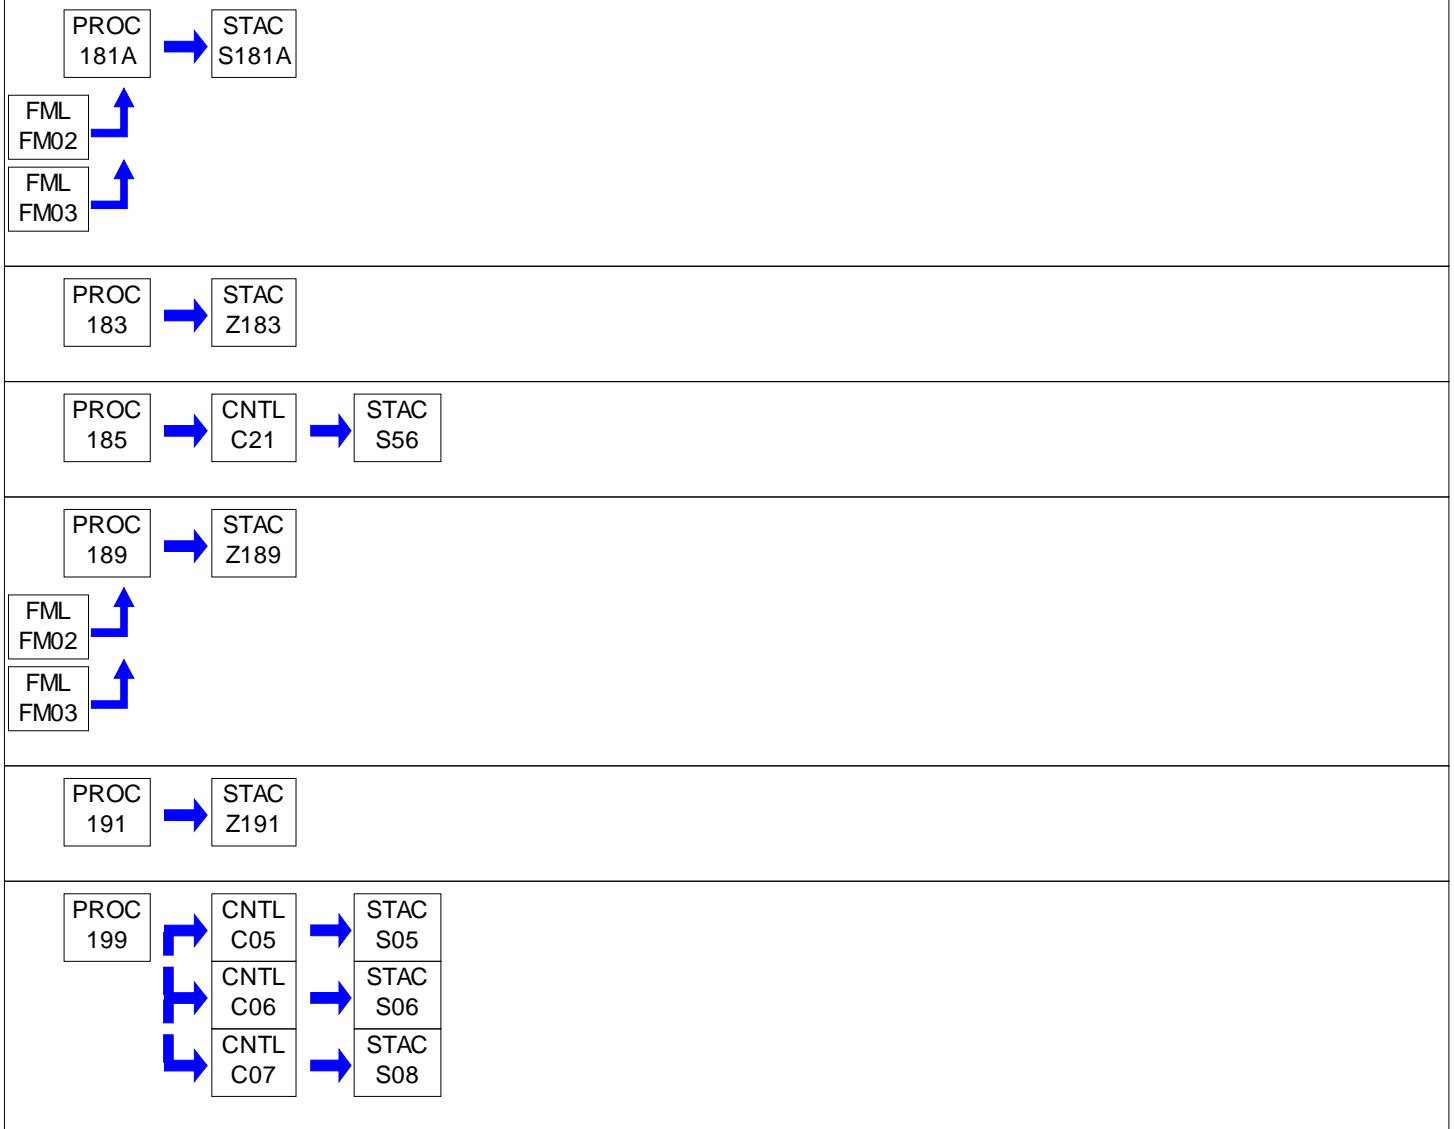 PROC
181A
STAC
S181A
FML
FM02
FML
FM03
PROC
183
STAC
Z183
PROC
185
CNTL
C21
STAC
S56
PROC
189
STAC
Z189
FML
FM02
FML
FM03
PROC
191
STAC
Z191
PROC
199
CNTL
C05
STAC
S05
CNTL
C06
STAC
S06
CNTL
C07
STAC
S08